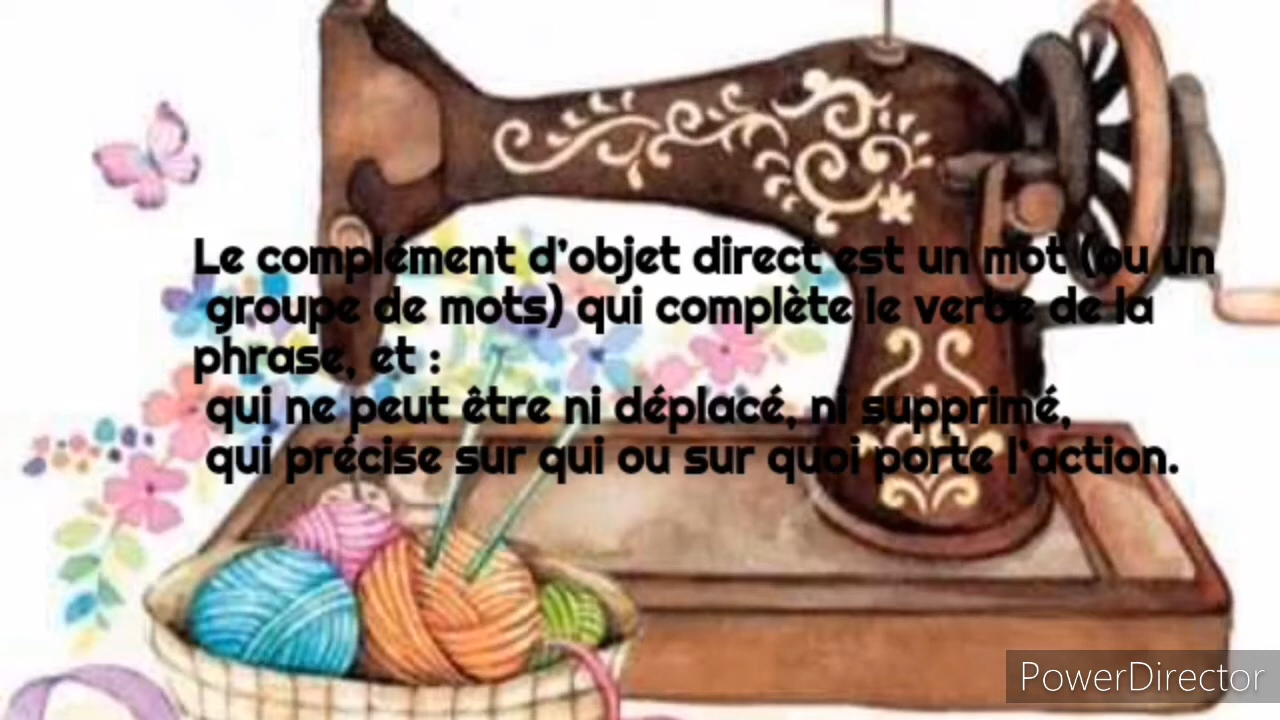 Le complément d'objet direct est un mot (ou un
groupe de mots) qui complète le verbe de la
phrase, et :
qui ne peut être ni déplacé, ni supprimé,
qui précise sur qui ou sur quoi porte l'action.
PowerDirector